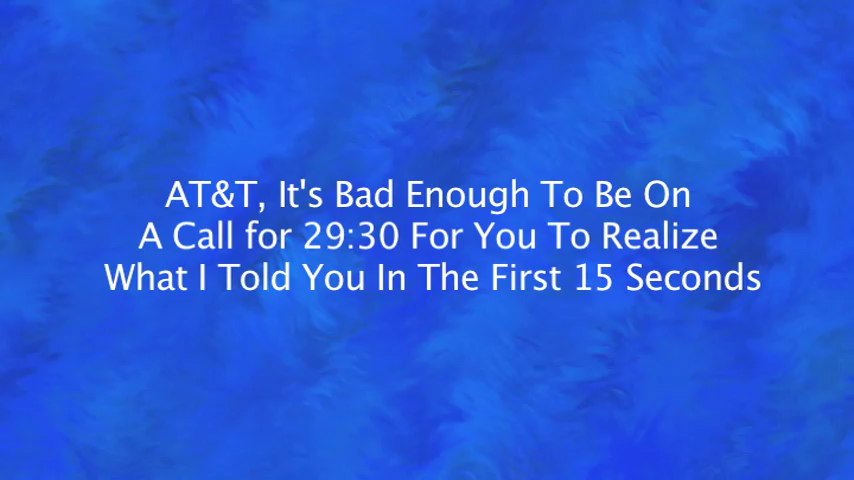 AT&T, It's Bad Enough To Be On
A Call for 29:30 For You To Realize
What I Told You In The First 15 Seconds